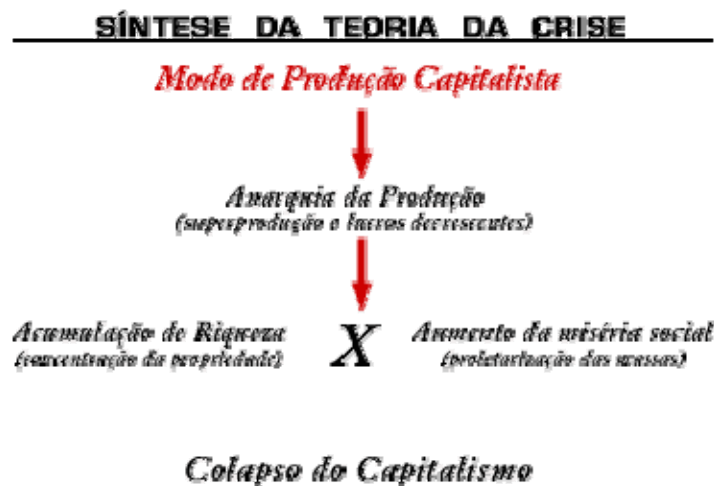 SÍNTESE DA TEORIA DA CRISE
Modo de Produção Capitalista
Anarquia da Produção
(superprodução e lucros decrescentes)
Acumulação de Riqueza X Aumento da miséria social
(concentração da propriedade) (proletarização das massas)
Colapso do Capitalismo